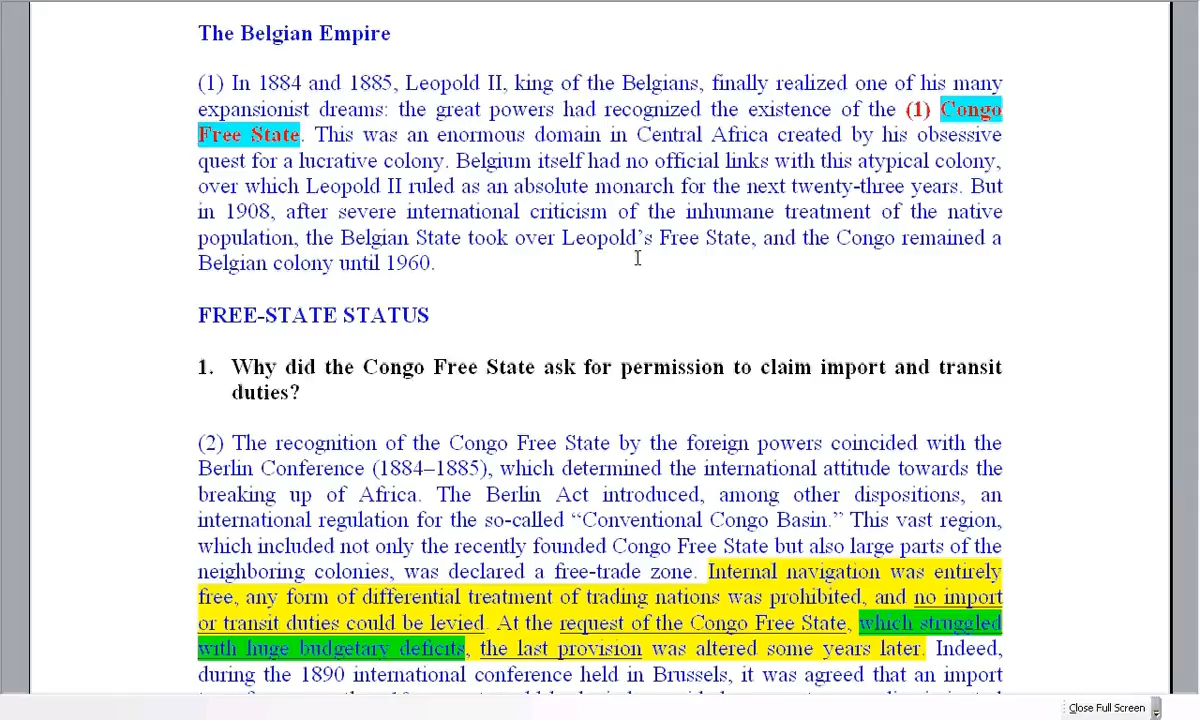 The Belgian Empire
(1) In 1884 and 1885, Leopold II, king of the Belgians, finally realized one of his many
expansionist dreams: the great powers had recognized the existence of the (1) Congo
Free State. This was an enormous domain in Central Africa created by his obsessive
quest for a lucrative colony. Belgium itself had no official links with this atypical colony,
over which Leopold II ruled as an absolute monarch for the next twenty-three years. But
in 1908, after severe international criticism of the inhumane treatment of the native
population, the Belgian State took over Leopold's Free State, and the Congo remained a
Belgian colony until 1960.
FREE-STATE STATUS
1. Why did the Congo Free State ask for permission to claim import and transit
duties?
(2) The recognition of the Congo Free State by the foreign powers coincided with the
Berlin Conference (1884–1885), which determined the international attitude towards the
breaking up of Africa. The Berlin Act introduced, among other dispositions, an
international regulation for the so-called “Conventional Congo Basin.” This vast region,
which included not only the recently founded Congo Free State but also large parts of the
neighboring colonies, was declared a free-trade zone. Internal navigation was entirely
free, any form of differential treatment of trading nations was prohibited, and no import
or transit duties could be levied. At the request of the Congo Free State, which struggled
with huge budgetary deficits, the last provision was altered some years later. Indeed,
during the 1890 international conference held in Brussels, it was agreed that an import
Close Full Screen